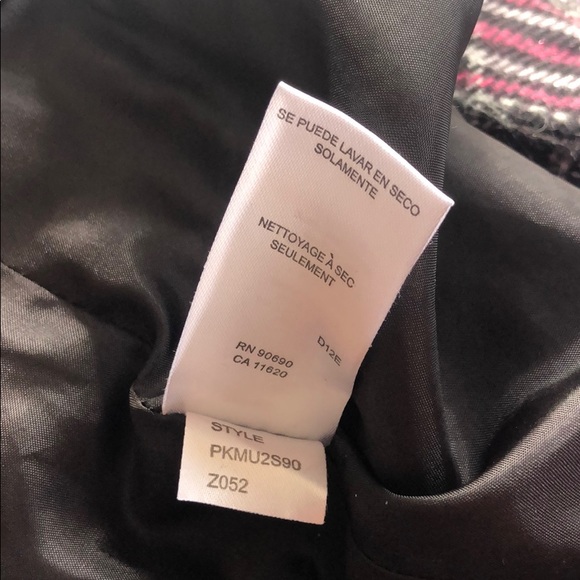 SE PUEDE LAVAR EN SECO
SOLAMENTE
NETTOYAGE À SEC
SEULEMENT
D12E
RN 90690
CA 11620
STYLE
PKMU2S90
Z052